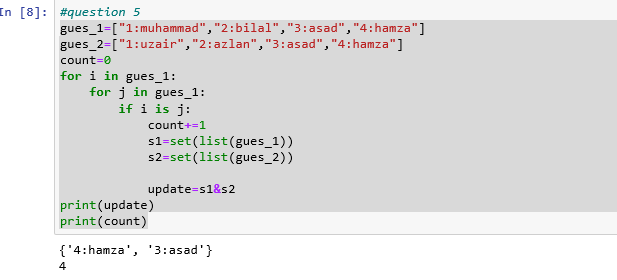 In [8]: #question 5
gues_1=["1:muhammad","2:bilal","3:asad","4:hamza"]
gues_2=["1:uzair","2:azlan","3:asad","4:hamza"]
count=0
for i in gues_1:
    for j in gues_1:
        if i is j:
            count+=1
            s1=set(list(gues_1))
            s2=set(list(gues_2))

            update=s1&s2
print(update)
print(count)
{'4:hamza', '3:asad'}
4